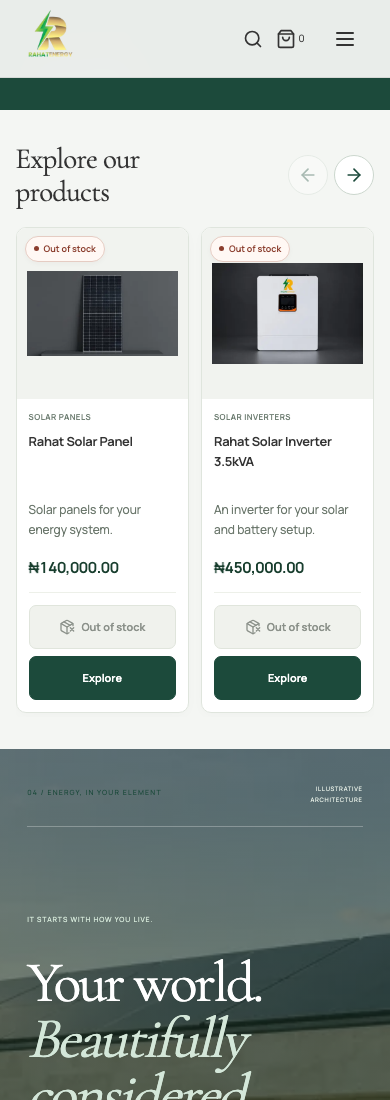 RAHAT ENERGY
0
Explore our
products
Out of stock
Out of stock
SOLAR PANELS
Rahat Solar Panel
Solar panels for your
energy system.
₦140,000.00
Out of stock
Explore
SOLAR INVERTERS
Rahat Solar Inverter
3.5kVA
An inverter for your solar
and battery setup.
₦450,000.00
Out of stock
Explore
04 / ENERGY, IN YOUR ELEMENT
ILLUSTRATIVE
ARCHITECTURE
IT STARTS WITH HOW YOU LIVE.
Your world.
Beautifully
considered